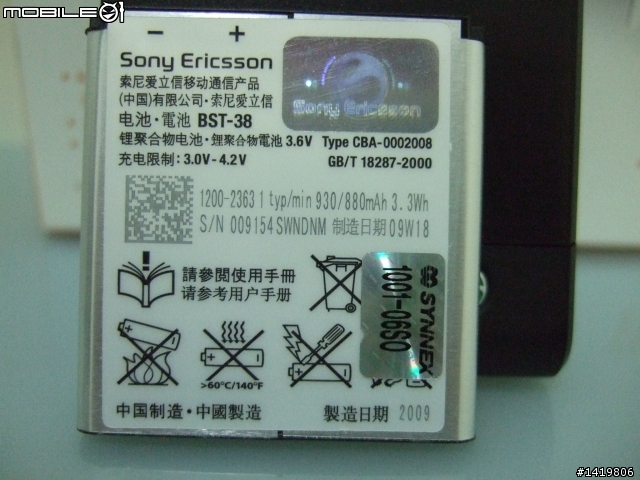 MOBILE01
− +
Sony Ericsson
索尼爱立信移动通信产品
(中国)有限公司·索尼爱立信
电池·電池 BST-38
锂聚合物电池·鋰聚合物電池 3.6V Type CBA-0002008
充电限制: 3.0V-4.2V GB/T 18287-2000
Sony Ericsson
1200-2363 1 typ/min 930/880mAh 3.3Wh
S/N 009154SWNDNM 制造日期 09W18
請參閱使用手冊
请参考用户手册
1001-06SO
SYNNEX
>60°C/140°F
中国制造·中國製造
製造日期 2009
#1419806